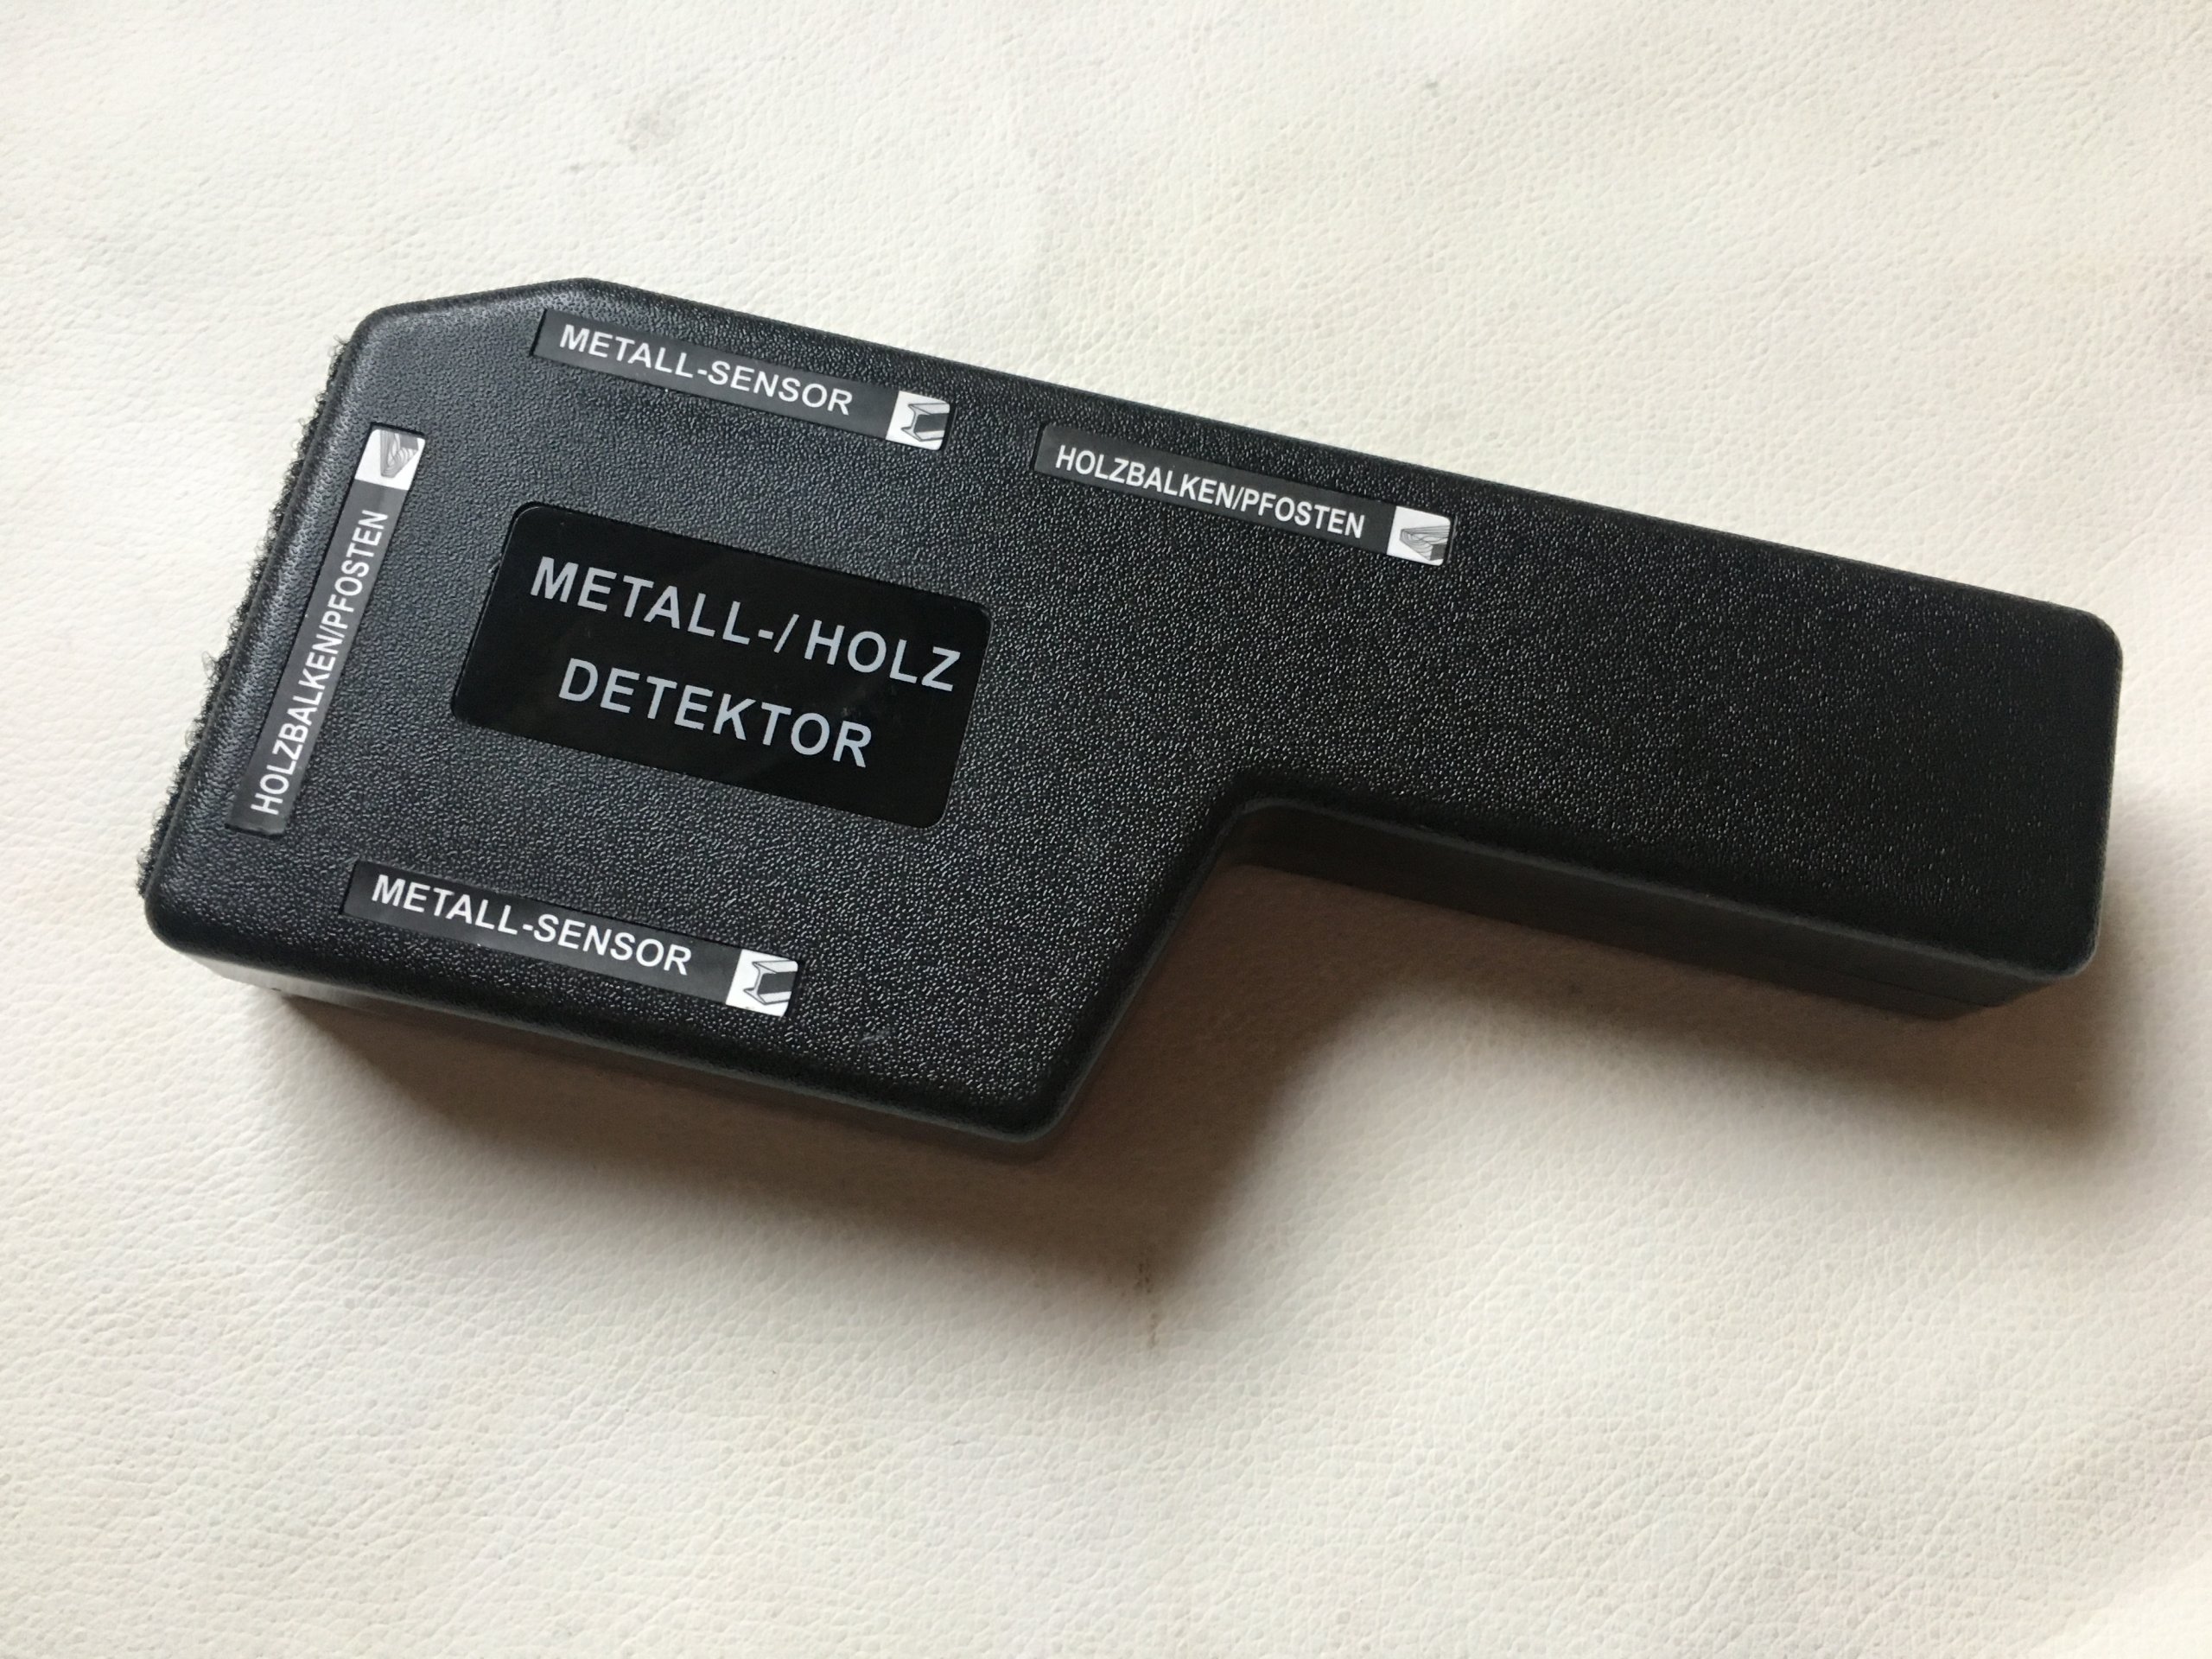 METALL-SENSOR
HOLZBALKEN/PFOSTEN
HOLZBALKEN/PFOSTEN
METALL-/HOLZ
DETEKTOR
METALL-SENSOR